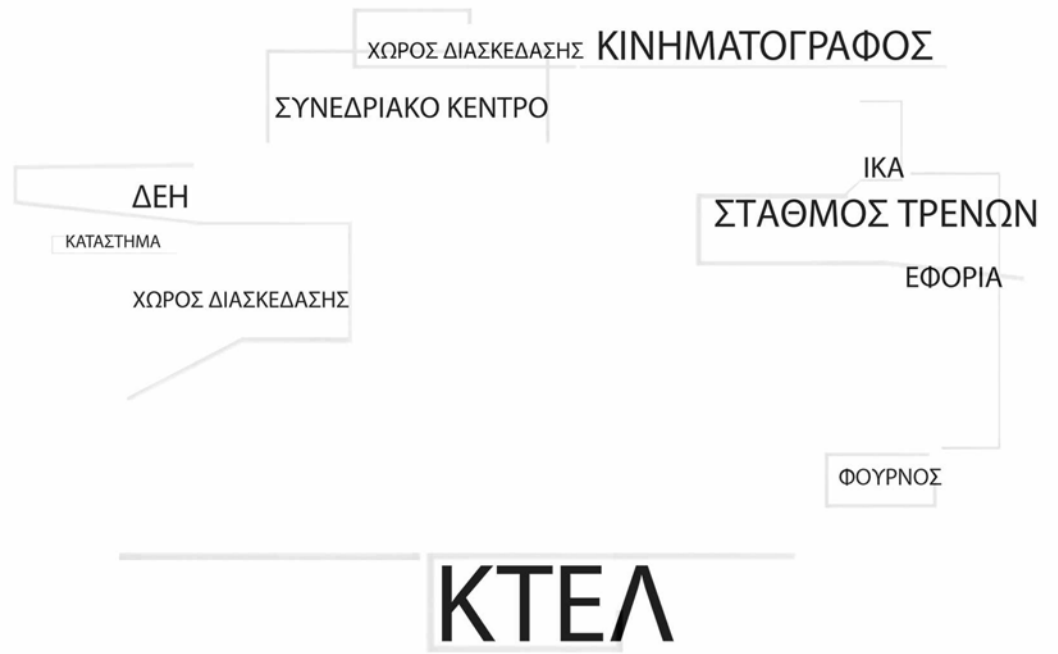 ΧΩΡΟΣ ΔΙΑΣΚΕΔΑΣΗΣ ΚΙΝΗΜΑΤΟΓΡΑΦΟΣ
ΣΥΝΕΔΡΙΑΚΟ ΚΕΝΤΡΟ
ΙΚΑ
ΔΕΗ
ΣΤΑΘΜΟΣ ΤΡΕΝΩΝ
ΚΑΤΑΣΤΗΜΑ
ΕΦΟΡΙΑ
ΧΩΡΟΣ ΔΙΑΣΚΕΔΑΣΗΣ
ΦΟΥΡΝΟΣ
ΚΤΕΛ